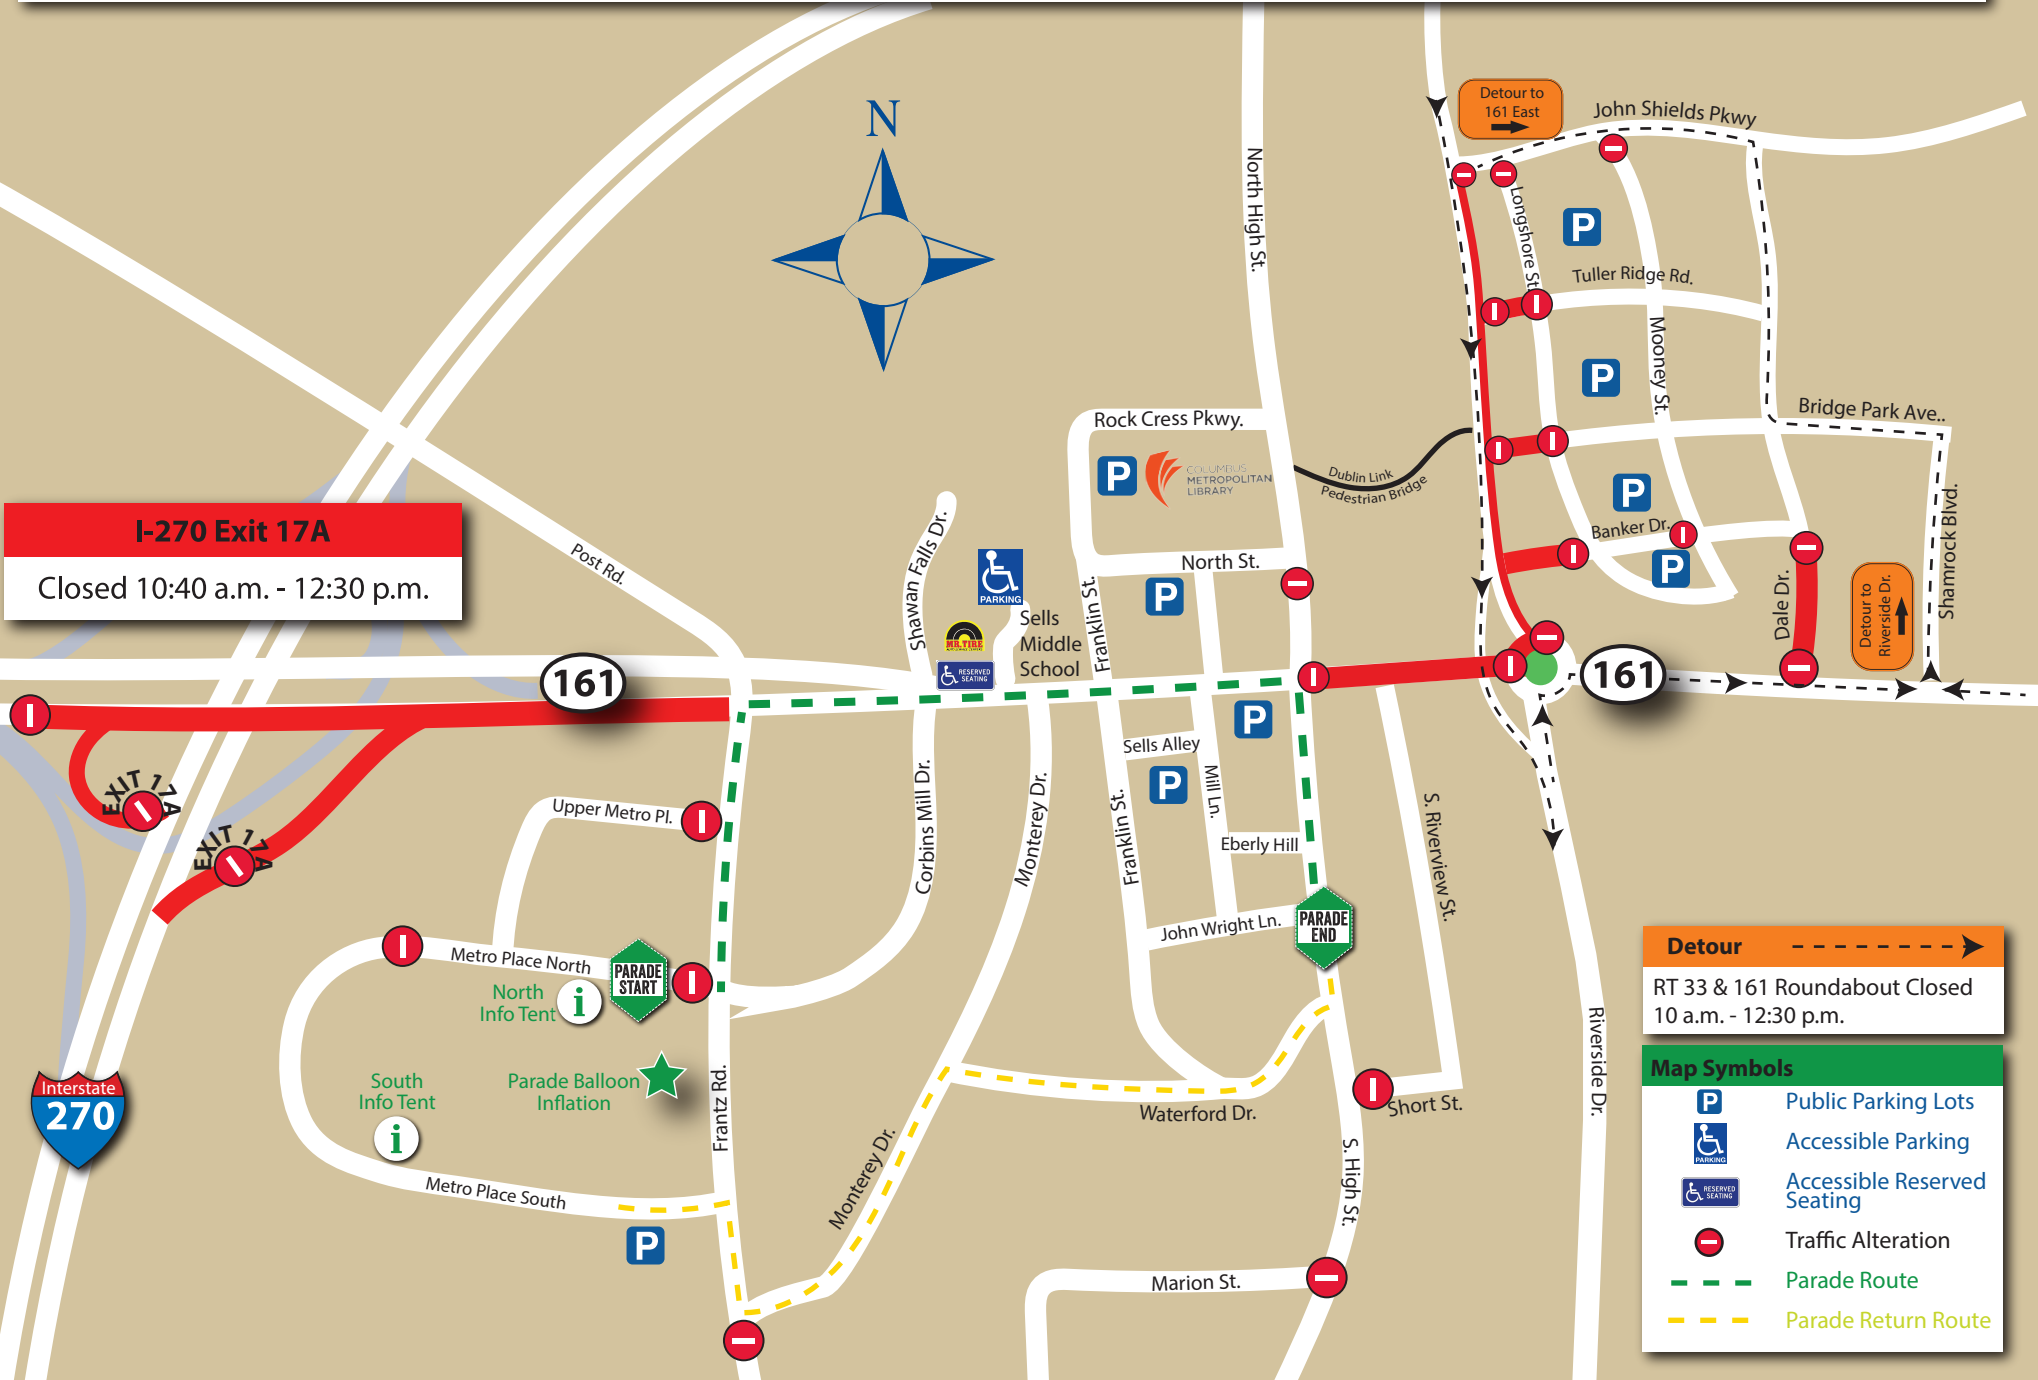 N
Detour to
161 East
John Shields Pkwy
North High St.
Longshore St.
Tuller Ridge Rd.
Mooney St.
Bridge Park Ave..
Rock Cress Pkwy.
COLUMBUS
METROPOLITAN
LIBRARY
Dublin Link
Pedestrian Bridge
Banker Dr.
Shamrock Blvd.
Dale Dr.
Detour to
Riverside Dr.
I-270 Exit 17A
Closed 10:40 a.m. - 12:30 p.m.
Post Rd.
Shawan Falls Dr.
PARKING
Sells
Middle
School
MR. TIRE
RESERVED
SEATING
North St.
Franklin St.
P
P
P
P
P
P
P
P
P
P
161
161
EXIT 17A
EXIT 17A
Upper Metro Pl.
Corbins Mill Dr.
Monterey Dr.
Sells Alley
Mill Ln.
Franklin St.
Eberly Hill
S. Riverview St.
John Wright Ln.
PARADE
END
Metro Place North
PARADE
START
North
Info Tent
i
South
Info Tent
i
Parade Balloon
Inflation
Frantz Rd.
Interstate
270
Metro Place South
Monterey Dr.
Waterford Dr.
Short St.
S. High St.
Marion St.
Riverside Dr.
Detour
RT 33 & 161 Roundabout Closed
10 a.m. - 12:30 p.m.
Map Symbols
P
Public Parking Lots
PARKING
Accessible Parking
RESERVED
SEATING
Accessible Reserved
Seating
Traffic Alteration
Parade Route
Parade Return Route